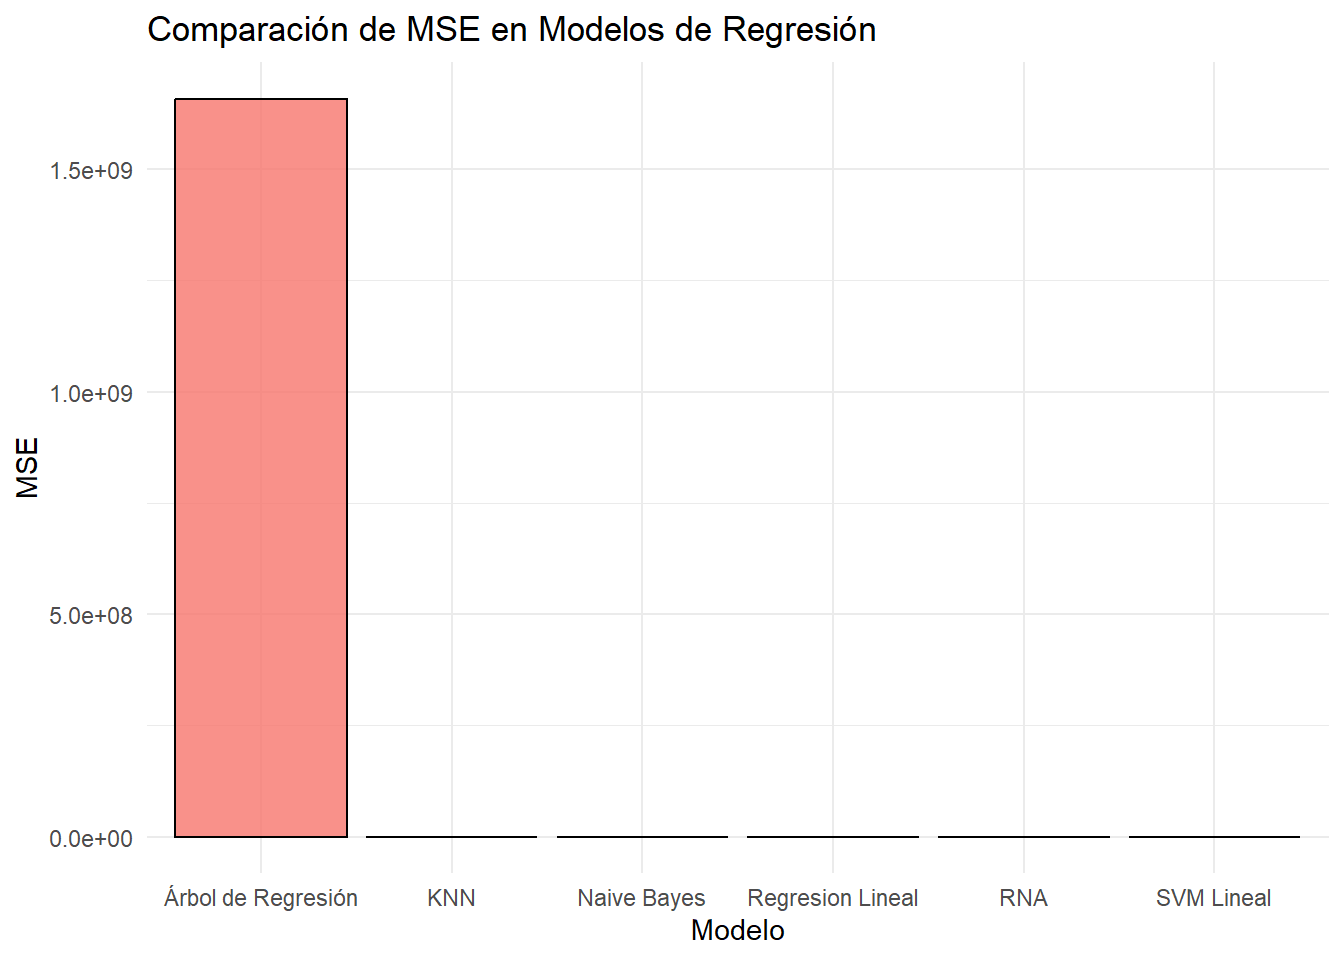 Comparación de MSE en Modelos de Regresión
MSE
1.5e+09
1.0e+09
5.0e+08
0.0e+00
Árbol de Regresión KNN Naive Bayes Regresion Lineal RNA SVM Lineal
Modelo